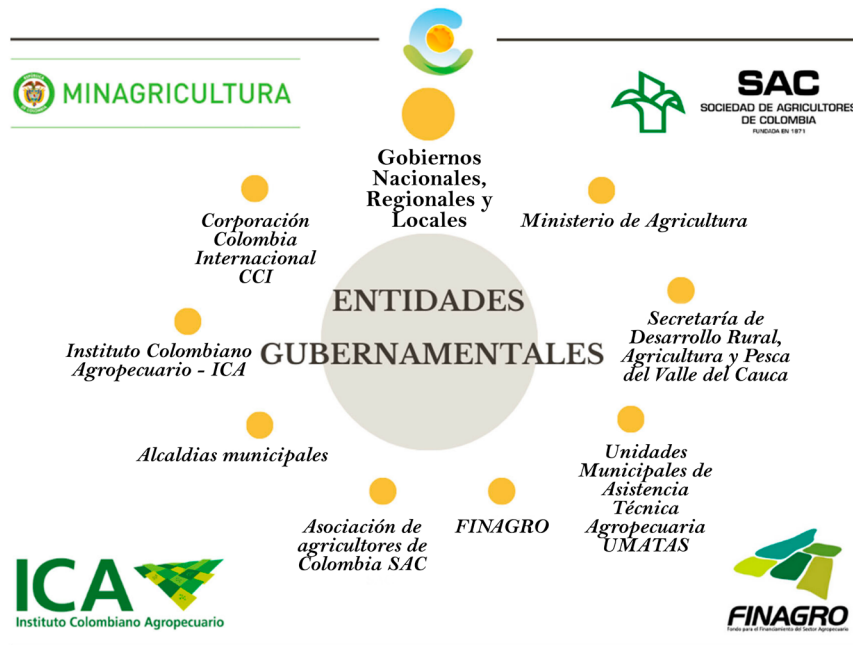 MINAGRICULTURA
SAC
SOCIEDAD DE AGRICULTORES
DE COLOMBIA
FUNDADA EN 1871
Gobiernos
Nacionales,
Regionales y
Locales
Corporación
Colombia
Internacional
CCI
Ministerio de Agricultura
ENTIDADES
GUBERNAMENTALES
Instituto Colombiano
Agropecuario - ICA
Secretaría de
Desarrollo Rural,
Agricultura y Pesca
del Valle del Cauca
Alcaldias municipales
Unidades
Municipales de
Asistencia
Técnica
Agropecuaria
UMATAS
Asociación de
agricultores de
Colombia SAC
FINAGRO
ICA
Instituto Colombiano Agropecuario
FINAGRO
Fondo para el Financiamiento del Sector Agropecuario